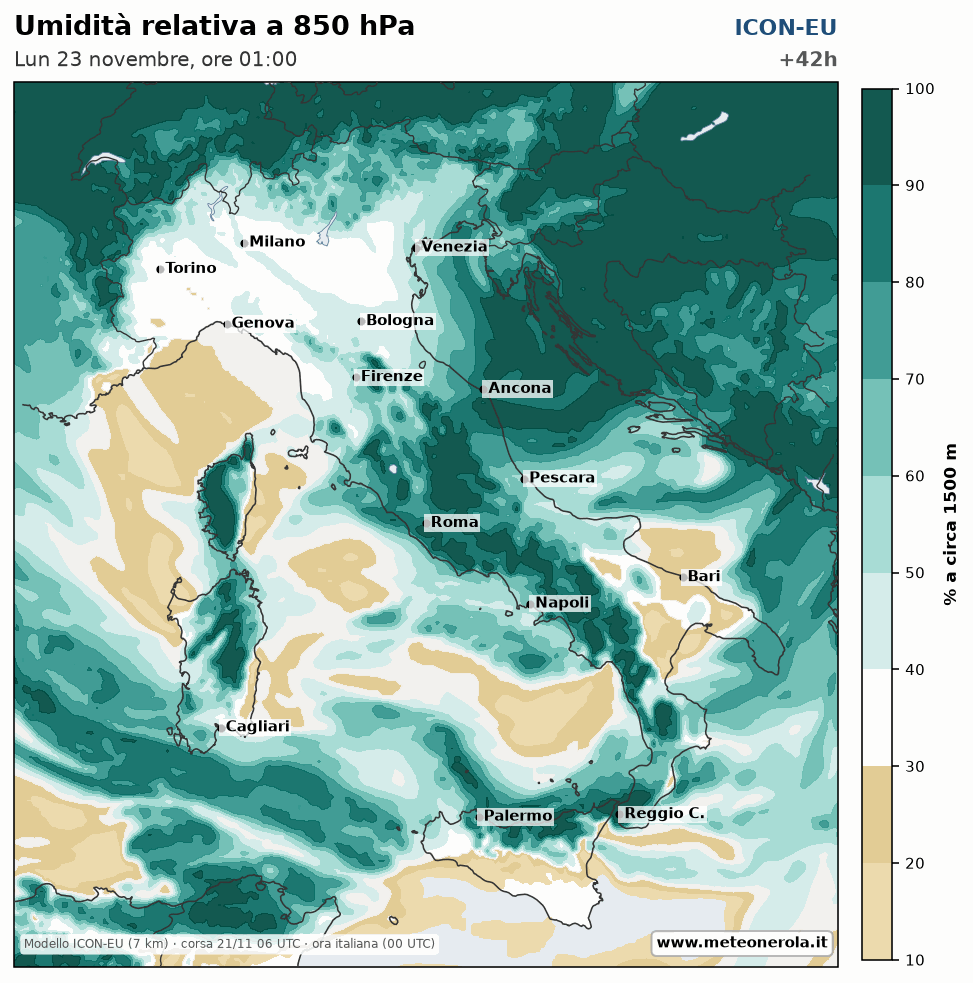 Umidità relativa a 850 hPa
ICON-EU
Lun 23 novembre, ore 01:00
+42h
Milano
Venezia
Torino
Genova
Bologna
Firenze
Ancona
Pescara
Roma
Bari
Napoli
Cagliari
Palermo
Reggio C.
Modello ICON-EU (7 km) · corsa 21/11 06 UTC · ora italiana (00 UTC)
www.meteonerola.it
100
90
80
70
60
50
40
30
20
10
% a circa 1500 m